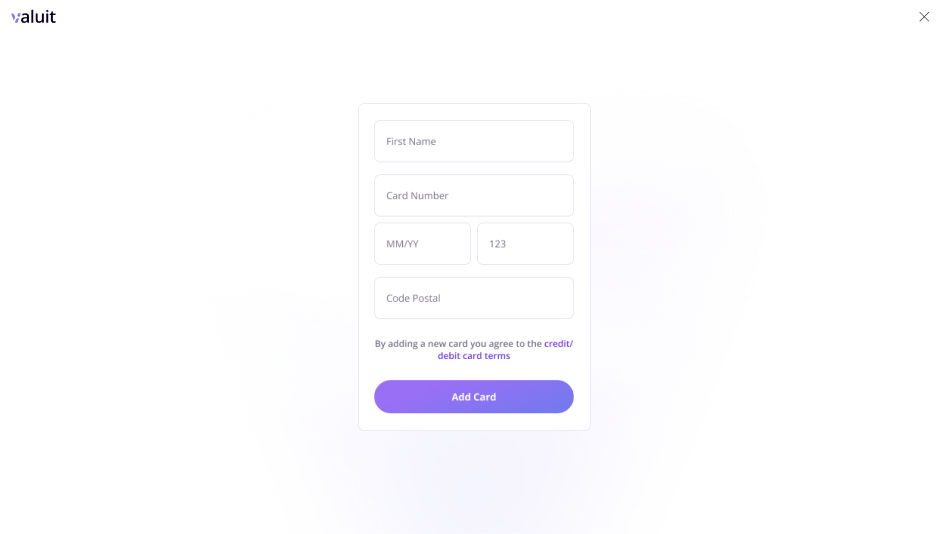 valuit
First Name
Card Number
MM/YY
123
Code Postal
By adding a new card you agree to the credit/
debit card terms
Add Card